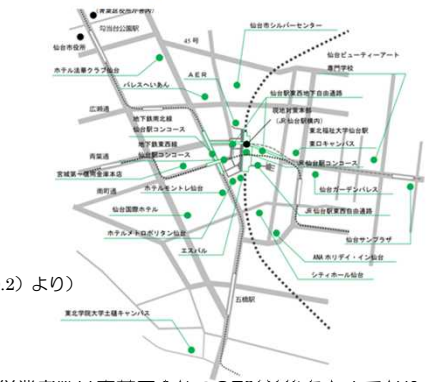 (青葉区役所庁舎内)
勾当台公園駅
仙台市役所
45号
仙台市シルバーセンター
仙台ビューティーアート
専門学校
ホテル法華クラブ仙台
AER
パレスへいあん
仙台駅東西地下自由通路
現地対策本部
(JR仙台駅構内)
広瀬通
地下鉄南北線
仙台駅コンコース
東北福祉大学仙台駅
東口キャンパス
地下鉄東西線
仙台駅コンコース
青葉通
JR仙台駅コンコース
宮城第一信用金庫本店
仙台ガーデンパレス
南町通
ホテルモントレ仙台
仙台国際ホテル
JR仙台駅東西自由通路
ホテルメトロポリタン仙台
仙台サンプラザ
エスパル
ANAホリデイ・イン仙台
シティホール仙台
.2) より)
五橋駅
東北学院大学土樋キャンパス